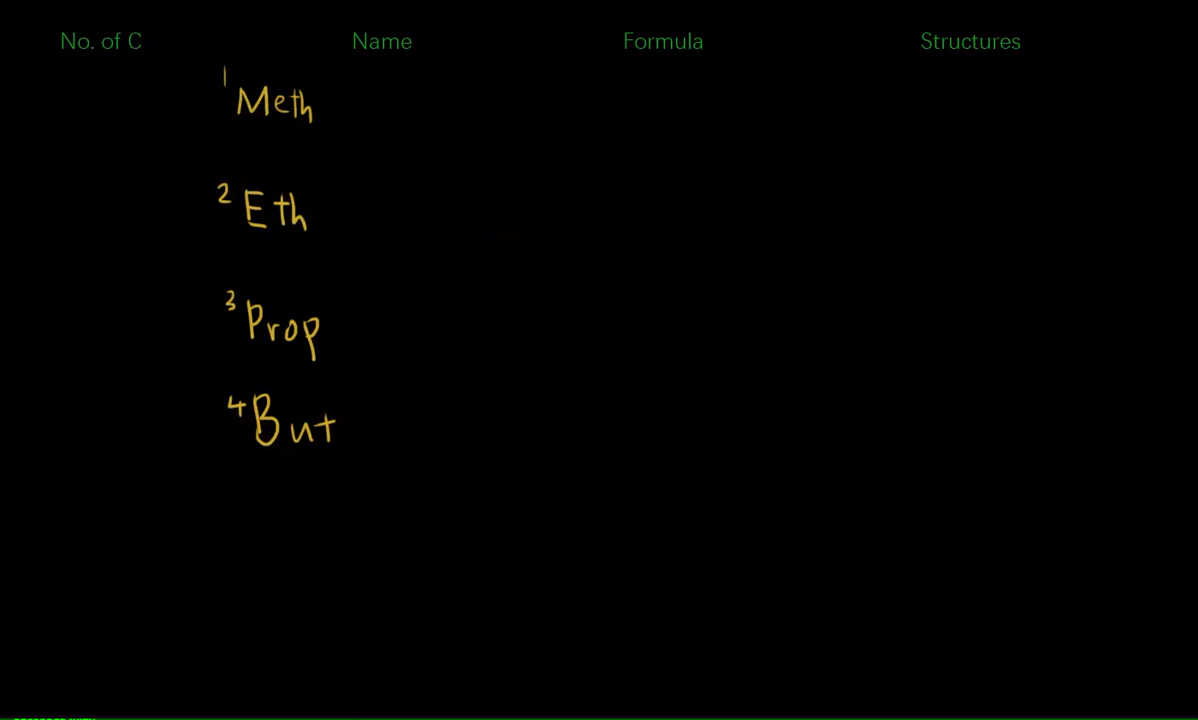 No. of C Name Formula Structures
1 Meth
2 Eth
3 Prop
4 But